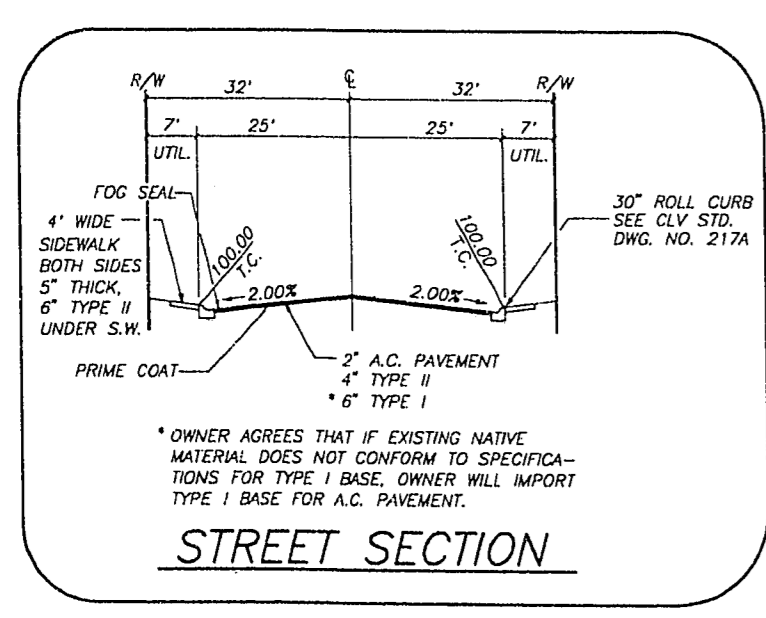 R/W 32' ℄ 32' R/W
7' 25' 25' 7'
UTIL. UTIL.
FOG SEAL
4' WIDE
SIDEWALK
BOTH SIDES
5" THICK,
6" TYPE II
UNDER S.W.
100.00
T.C.
100.00
T.C.
30" ROLL CURB
SEE CLV STD.
DWG. NO. 217A
2.00% 2.00%
PRIME COAT
2" A.C. PAVEMENT
4" TYPE II
* 6" TYPE I
* OWNER AGREES THAT IF EXISTING NATIVE
MATERIAL DOES NOT CONFORM TO SPECIFICA-
TIONS FOR TYPE I BASE, OWNER WILL IMPORT
TYPE I BASE FOR A.C. PAVEMENT.
STREET SECTION